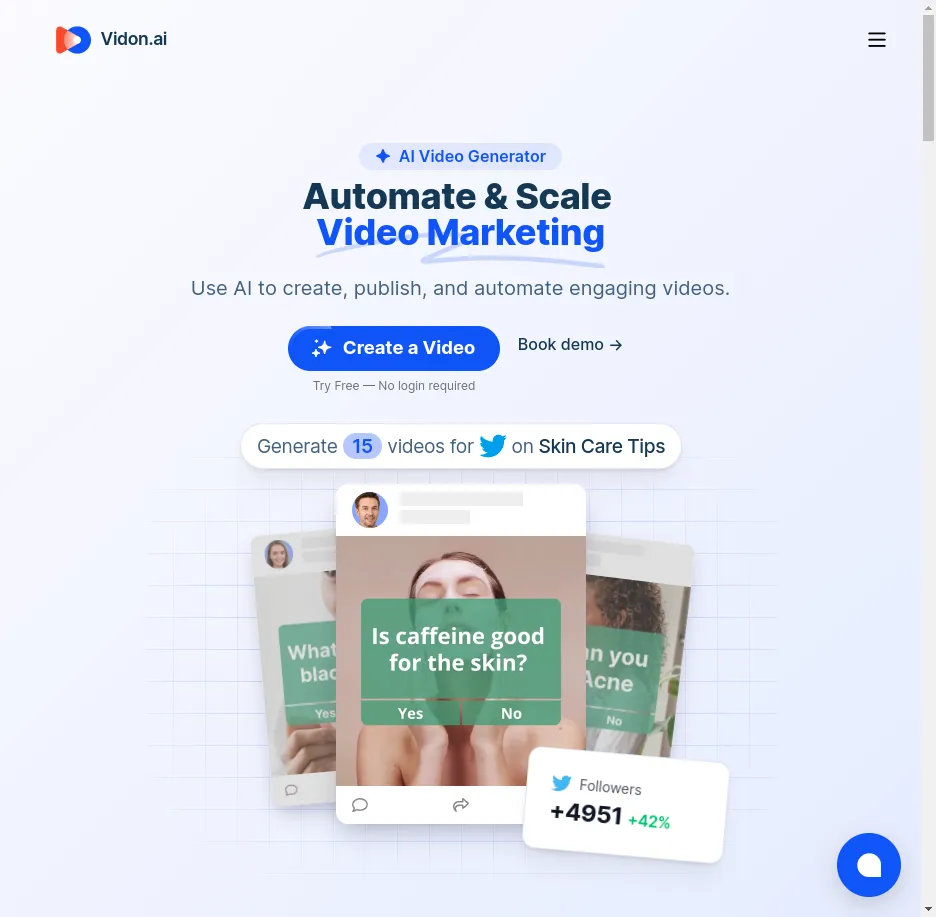 Vidon.ai
AI Video Generator
Automate & Scale
Video Marketing
Use AI to create, publish, and automate engaging videos.
Create a Video
Book demo →
Try Free — No login required
Generate 15 videos for on Skin Care Tips
Is caffeine good
for the skin?
Yes No
What
blac
Yes
n you
Acne
No
Followers
+4951 +42%